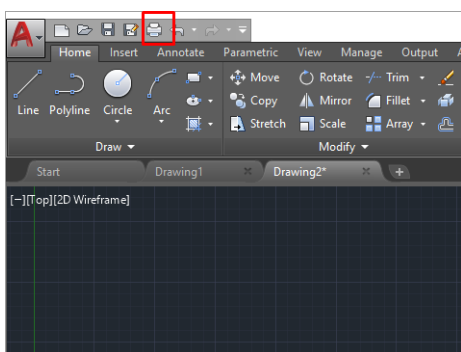 Home Insert Annotate Parametric View Manage Output
Line Polyline Circle Arc Move Rotate Trim
Copy Mirror Fillet
Stretch Scale Array
Draw Modify
Start Drawing1 Drawing2*
[−][Top][2D Wireframe]